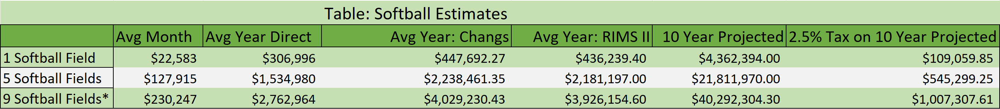 Table: Softball Estimates
Avg Month Avg Year Direct Avg Year: Changs Avg Year: RIMS II 10 Year Projected 2.5% Tax on 10 Year Projected
1 Softball Field $22,583 $306,996 $447,692.27 $436,239.40 $4,362,394.00 $109,059.85
5 Softball Fields $127,915 $1,534,980 $2,238,461.35 $2,181,197.00 $21,811,970.00 $545,299.25
9 Softball Fields* $230,247 $2,762,964 $4,029,230.43 $3,926,154.60 $40,292,304.30 $1,007,307.61